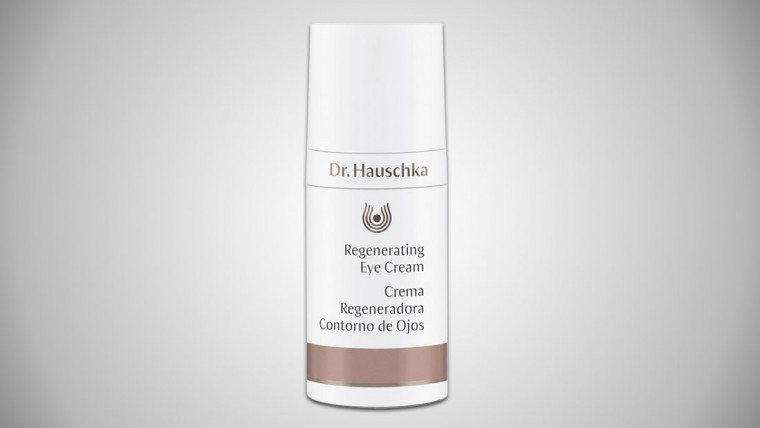 Dr. Hauschka
Regenerating
Eye Cream
Crema
Regeneradora
Contorno de Ojos